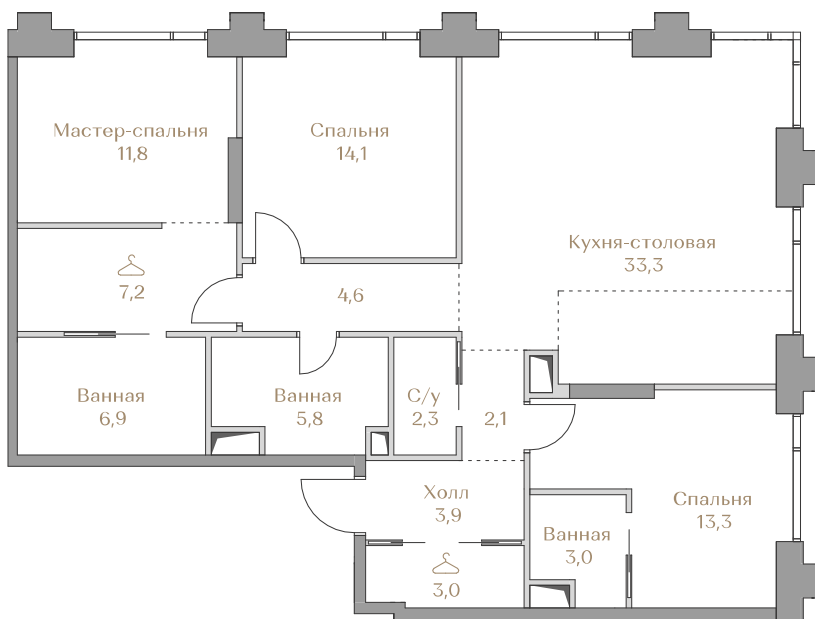 Мастер-спальня
11,8
Спальня
14,1
Кухня-столовая
33,3
7,2
4,6
Ванная
6,9
Ванная
5,8
С/у
2,3
2,1
Холл
3,9
Спальня
13,3
Ванная
3,0
3,0